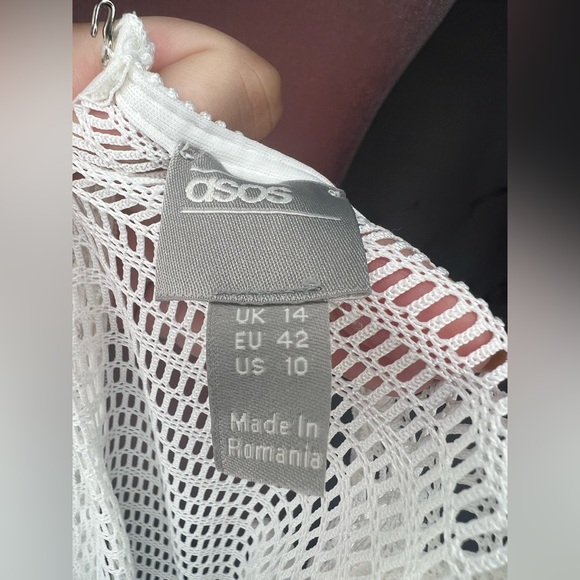 asos
UK 14
EU 42
US 10
Made In
Romania